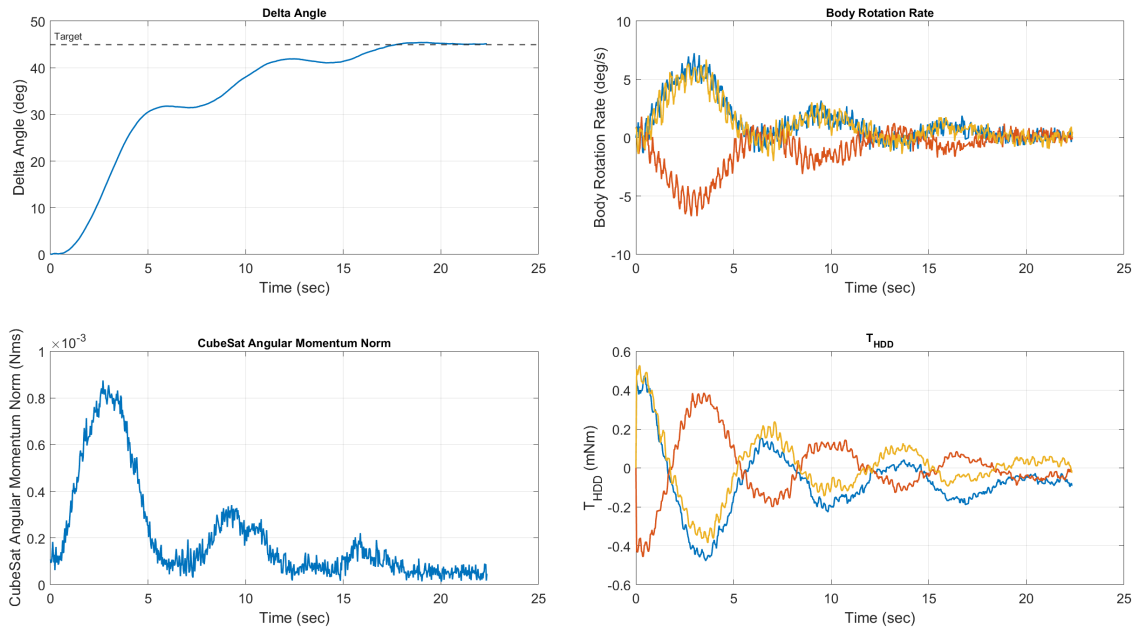 Delta Angle
50
40
30
20
10
0
Target
Delta Angle (deg)
0 5 10 15 20 25
Time (sec)
Body Rotation Rate
10
5
0
-5
-10
Body Rotation Rate (deg/s)
0 5 10 15 20 25
Time (sec)
CubeSat Angular Momentum Norm
×10⁻³
1
0.8
0.6
0.4
0.2
0
CubeSat Angular Momentum Norm (Nms)
0 5 10 15 20 25
Time (sec)
T_HDD
0.6
0.4
0.2
0
-0.2
-0.4
-0.6
T_HDD (mNm)
0 5 10 15 20 25
Time (sec)